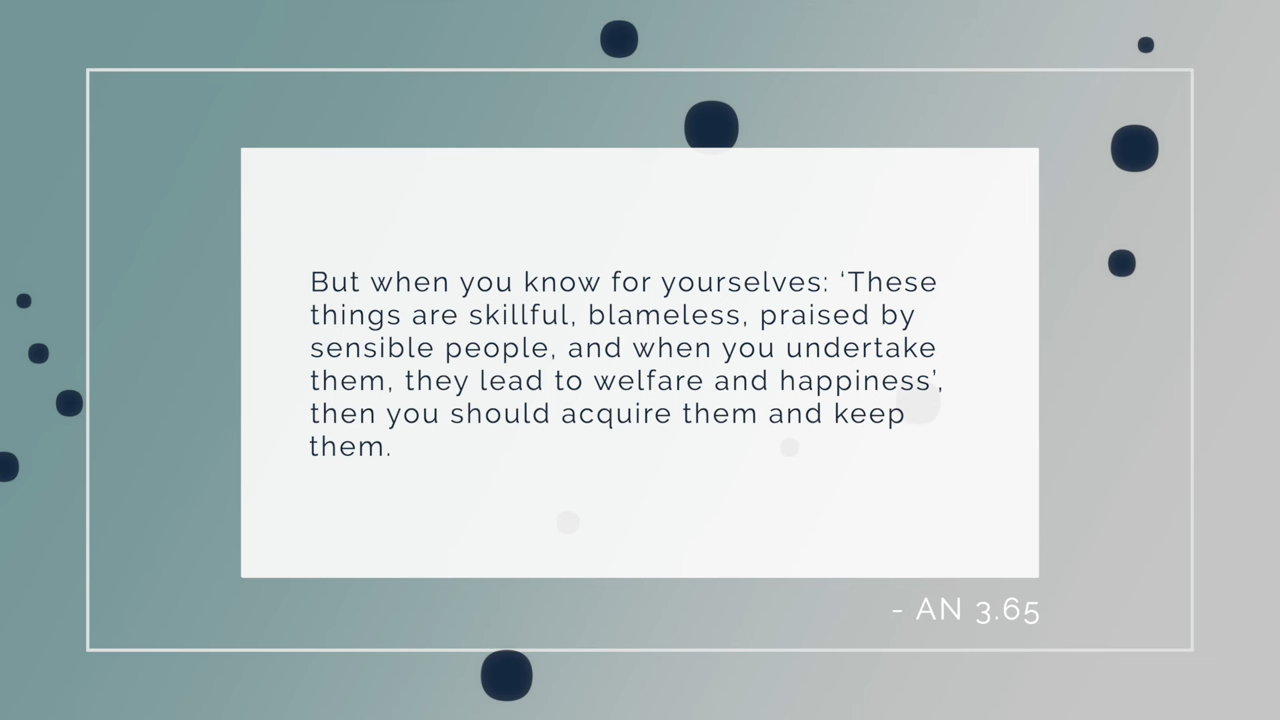 But when you know for yourselves: ‘These
things are skillful, blameless, praised by
sensible people, and when you undertake
them, they lead to welfare and happiness’,
then you should acquire them and keep
them.
- AN 3.65